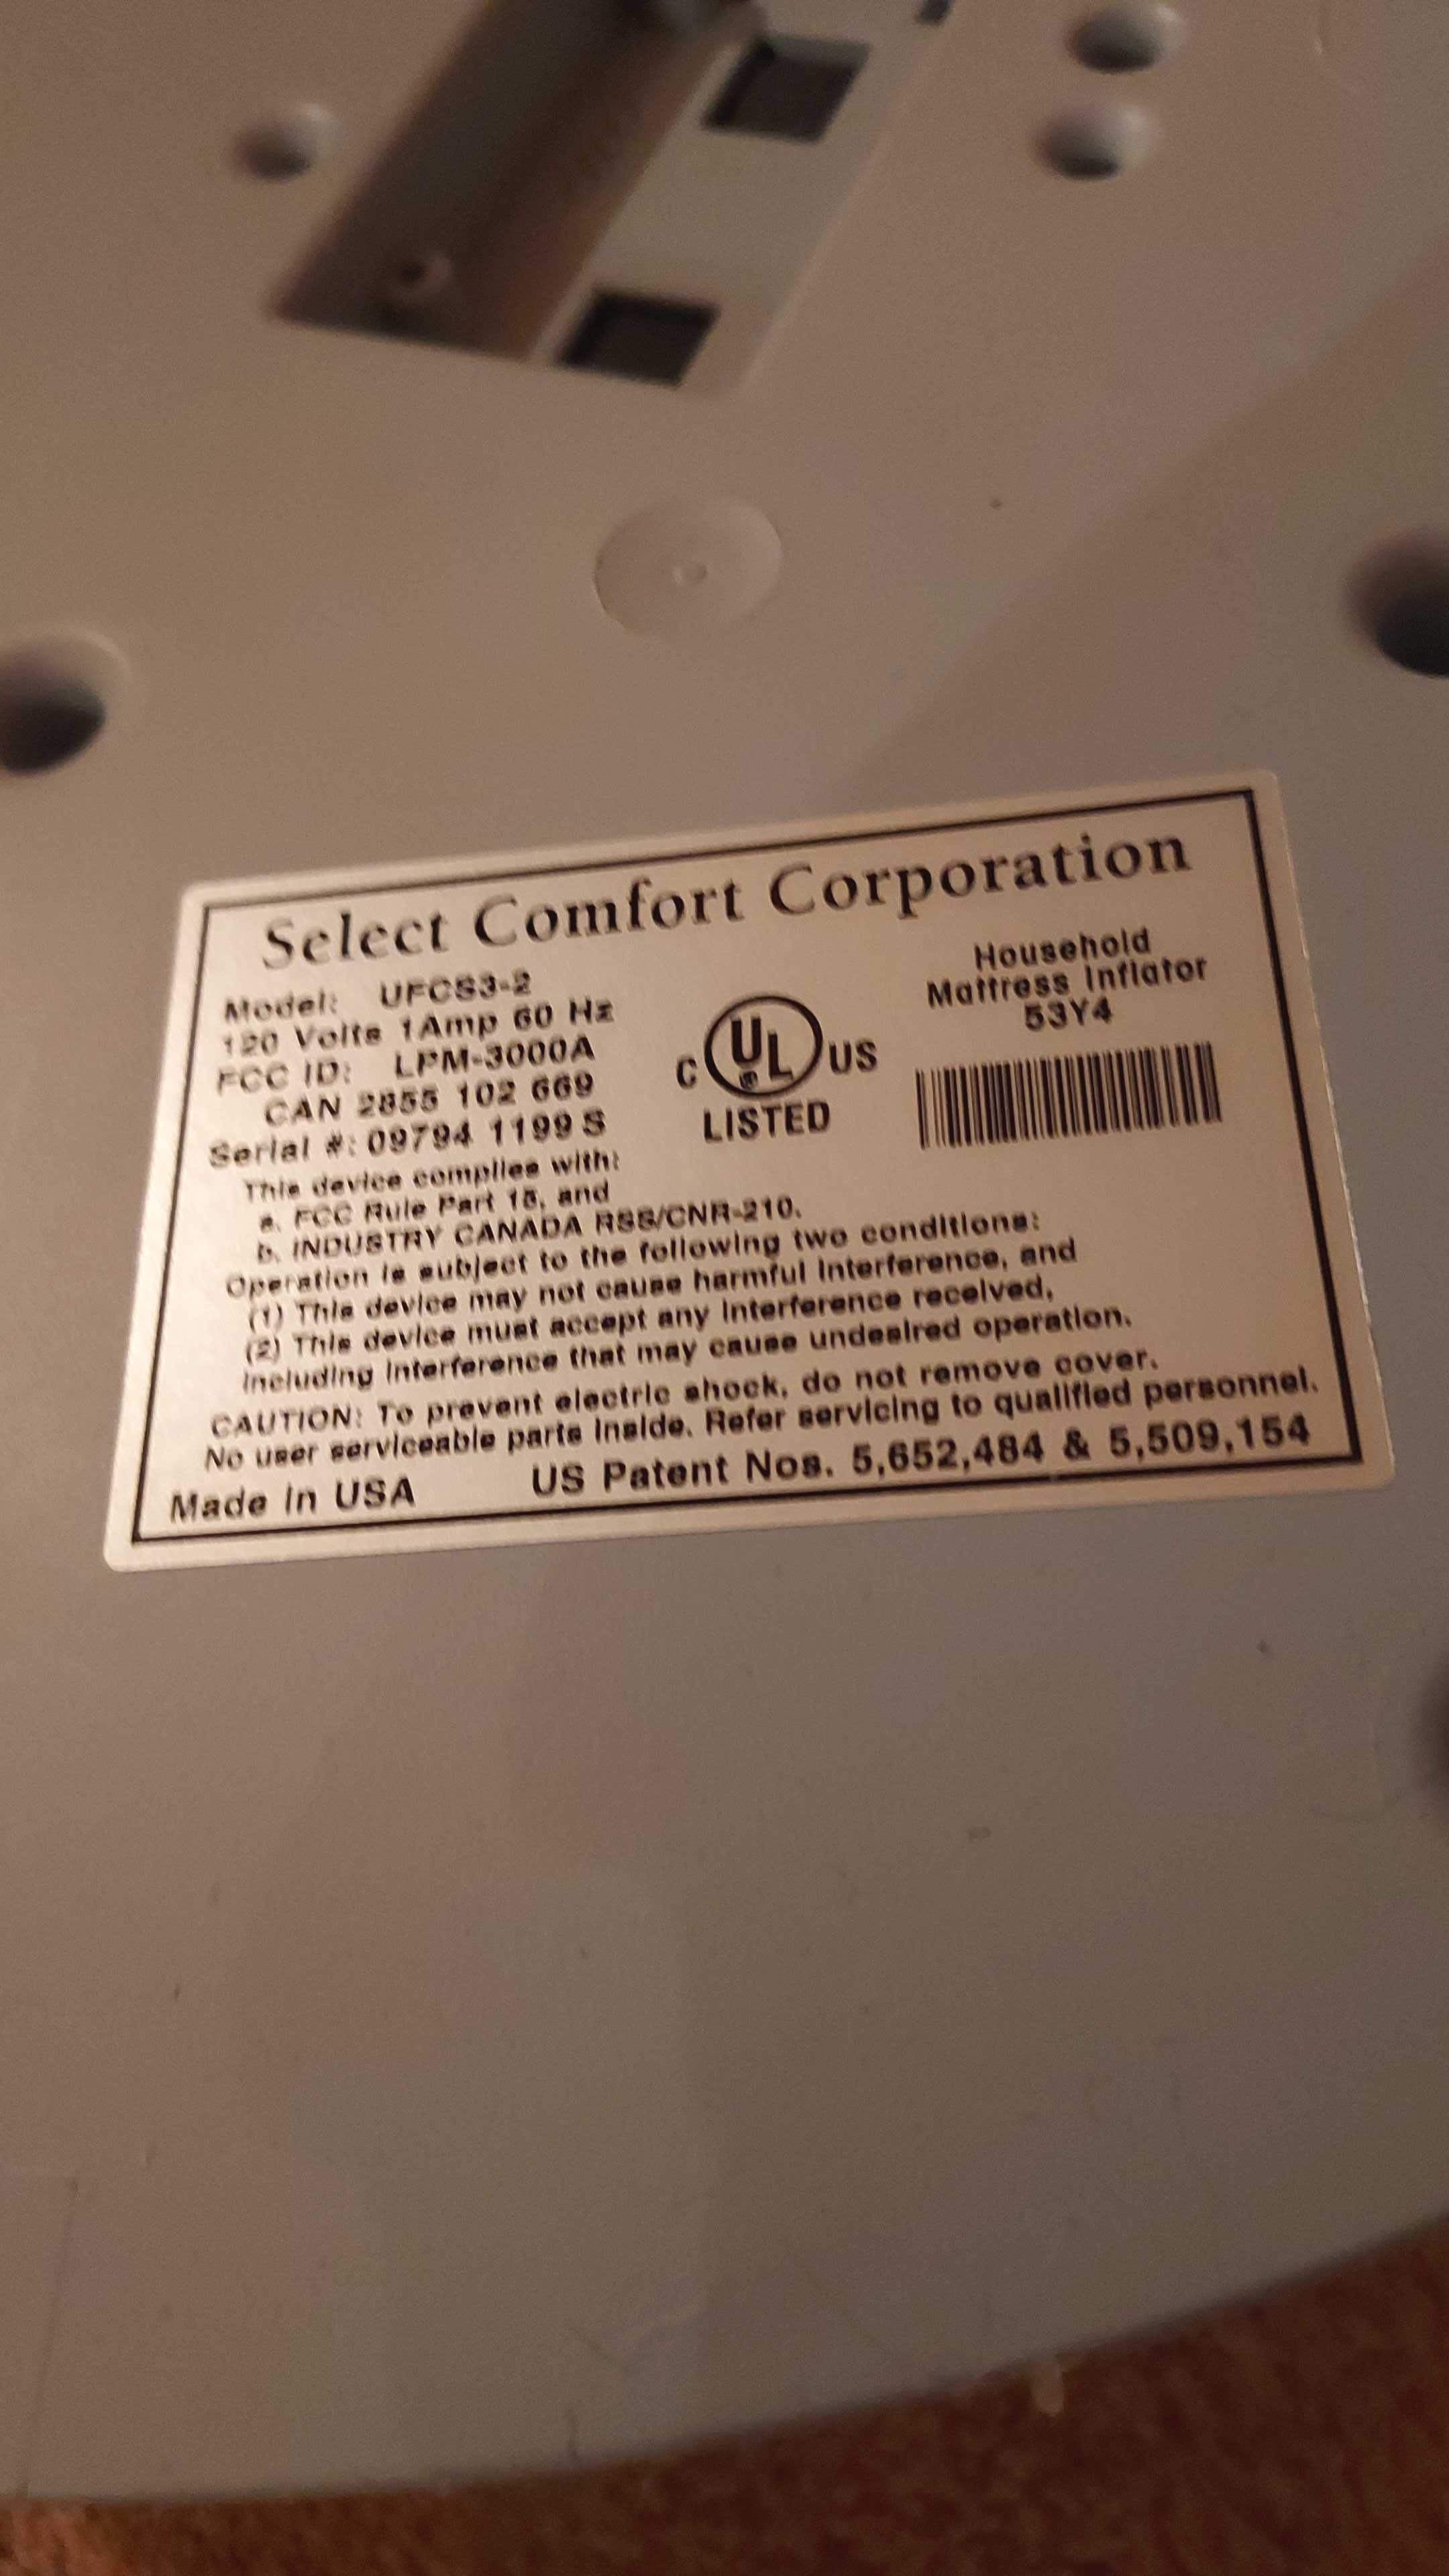 Select Comfort Corporation
Model: UFCS3-2
120 Volts 1Amp 60 Hz
FCC ID: LPM-3000A
CAN 2855 102 669
Serial #: 09794 1199 S
C UL ® US
LISTED
Household
Mattress Inflator
53Y4
This device complies with:
a. FCC Rule Part 15, and
b. INDUSTRY CANADA RSS/CNR-210.
Operation is subject to the following two conditions:
(1) This device may not cause harmful interference, and
(2) This device must accept any interference received,
including interference that may cause undesired operation.
CAUTION: To prevent electric shock, do not remove cover.
No user serviceable parts inside. Refer servicing to qualified personnel.
Made in USA US Patent Nos. 5,652,484 & 5,509,154